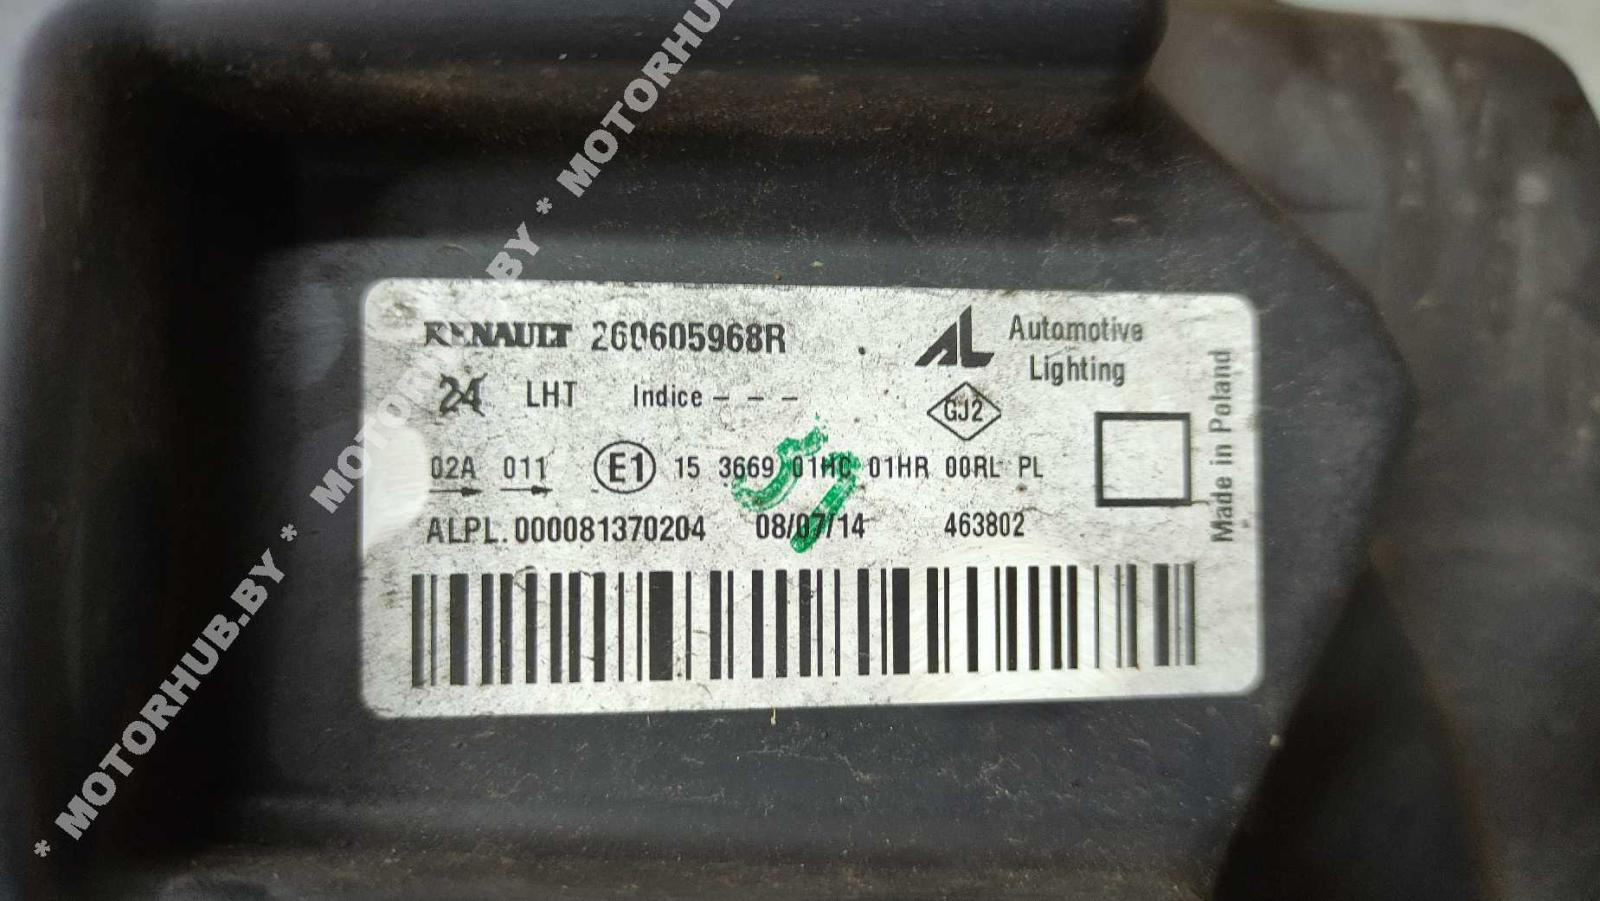 RENAULT 260605968R
AL Automotive
Lighting
24 LHT Indice - - -
GJ2
02A 011 E1 15 3669 01HC 01HR 00RL PL
ALPL.000081370204 08/07/14 463802
Made in Poland
* MOTORHUB.BY * MOTORHUB.BY * MOTORHUB